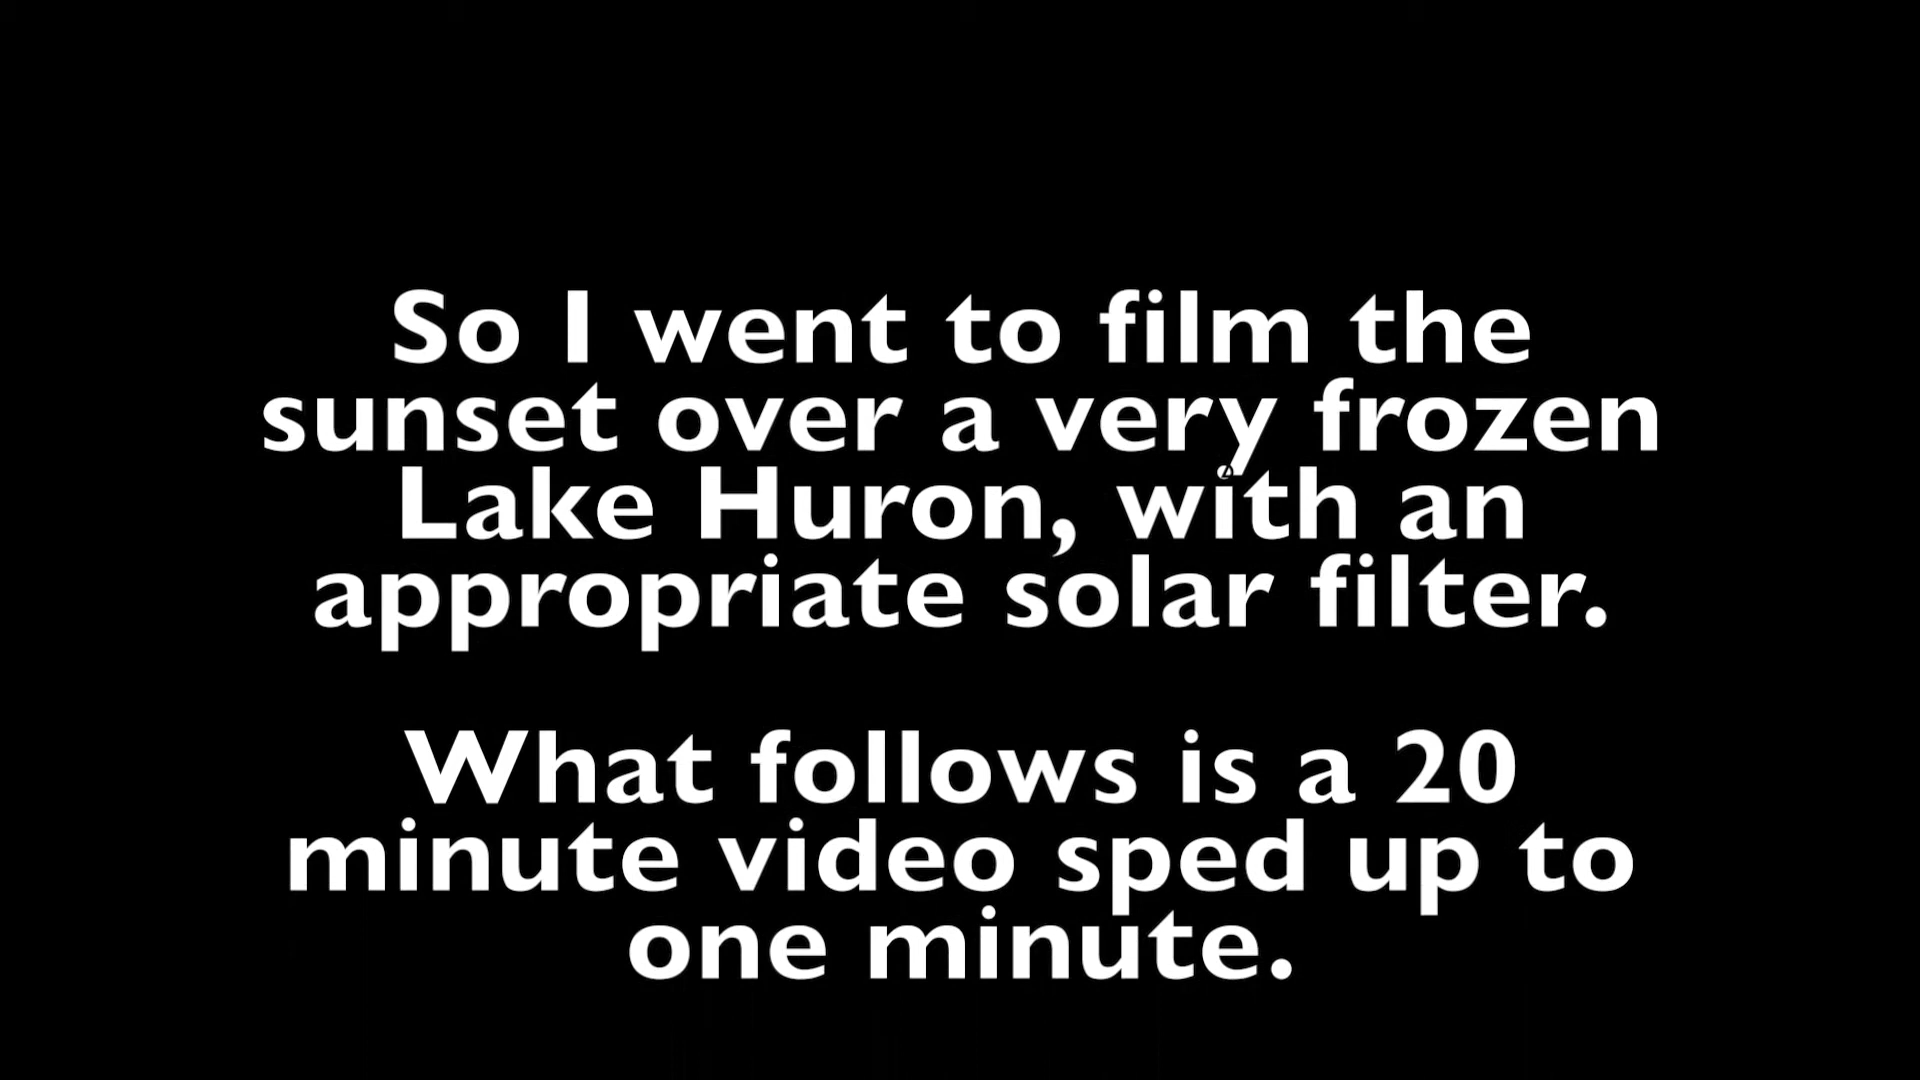 So I went to film the
sunset over a very frozen
Lake Huron, with an
appropriate solar filter.
What follows is a 20
minute video sped up to
one minute.